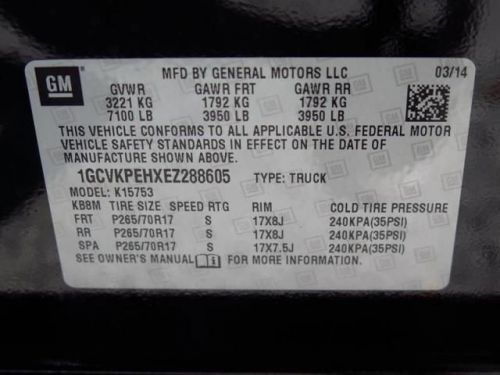 GM
MFD BY GENERAL MOTORS LLC 03/14
GVWR GAWR FRT GAWR RR
3221 KG 1792 KG 1792 KG
7100 LB 3950 LB 3950 LB
THIS VEHICLE CONFORMS TO ALL APPLICABLE U.S. FEDERAL MOTOR
VEHICLE SAFETY STANDARDS IN EFFECT ON THE DATE OF
MANUFACTURE SHOWN ABOVE.
1GCVKPEHXEZ288605 TYPE: TRUCK
MODEL: K15753
KB8M TIRE SIZE SPEED RTG RIM COLD TIRE PRESSURE
FRT P265/70R17 S 17X8J 240KPA(35PSI)
RR P265/70R17 S 17X8J 240KPA(35PSI)
SPA P265/70R17 S 17X7.5J 240KPA(35PSI)
SEE OWNER'S MANUAL FOR MORE INFORMATION.